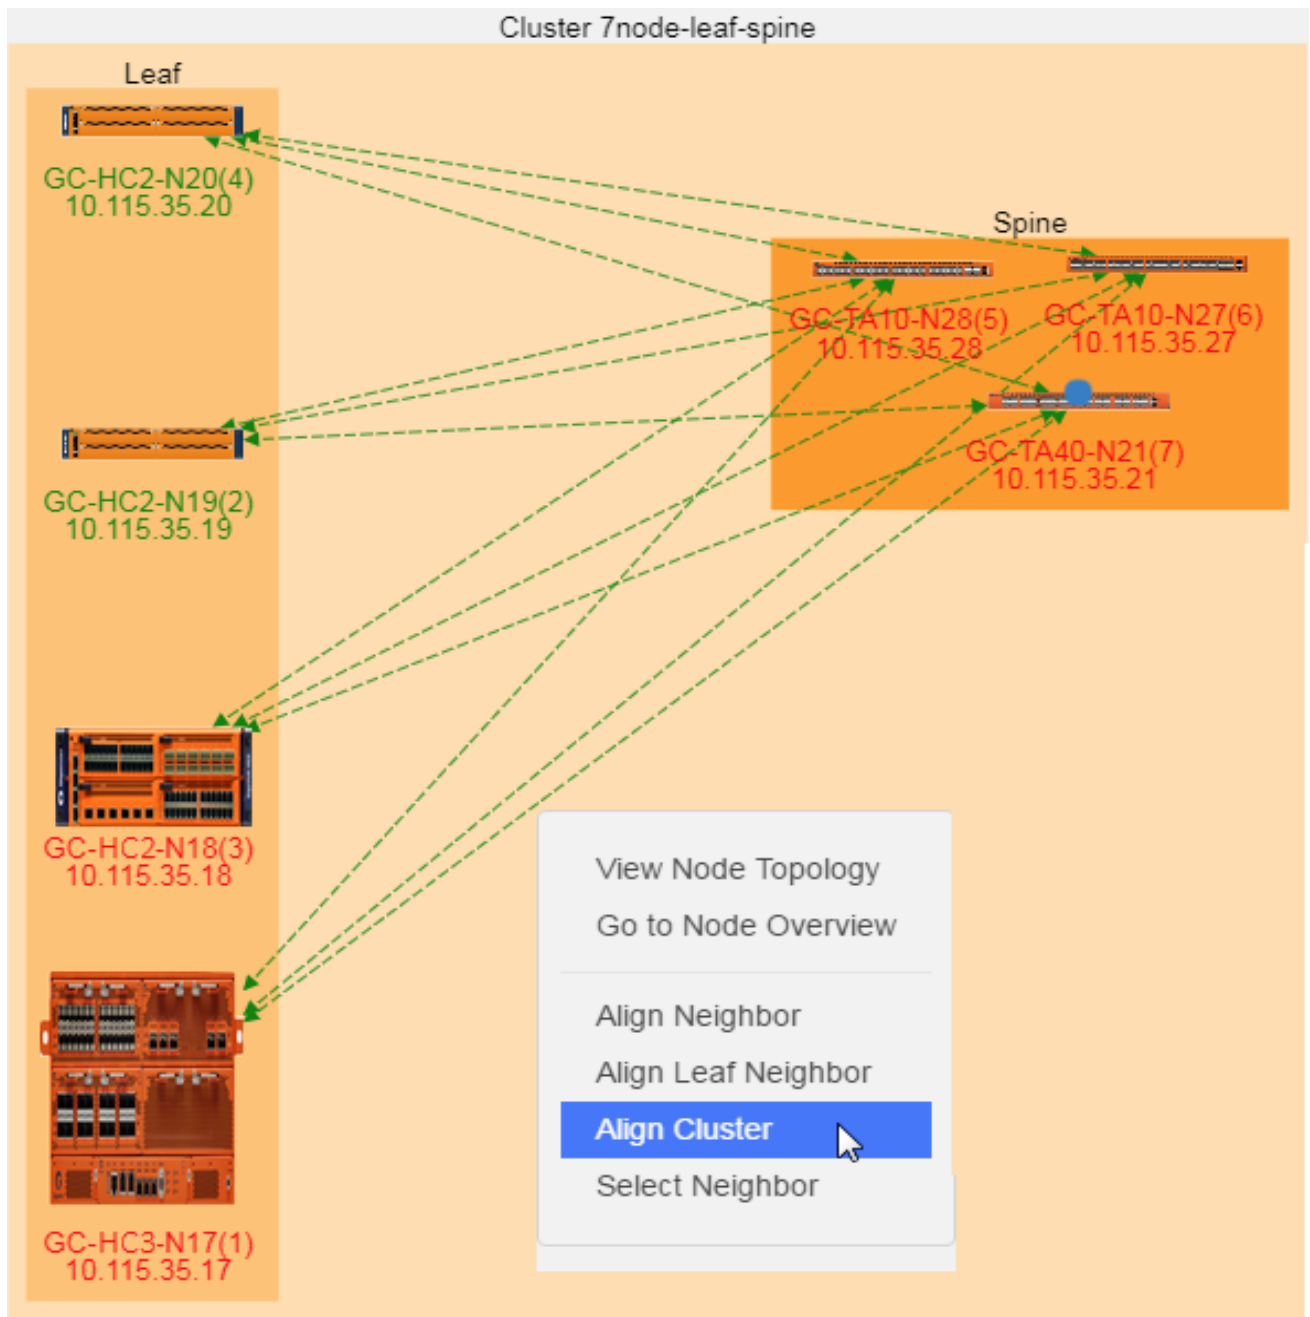 Cluster 7node-leaf-spine
Leaf
GC-HC2-N20(4)
10.115.35.20
Spine
GC-TA10-N28(5)
10.115.35.28
GC-TA10-N27(6)
10.115.35.27
GC-TA40-N21(7)
10.115.35.21
GC-HC2-N19(2)
10.115.35.19
GC-HC2-N18(3)
10.115.35.18
GC-HC3-N17(1)
10.115.35.17
View Node Topology
Go to Node Overview
Align Neighbor
Align Leaf Neighbor
Align Cluster
Select Neighbor